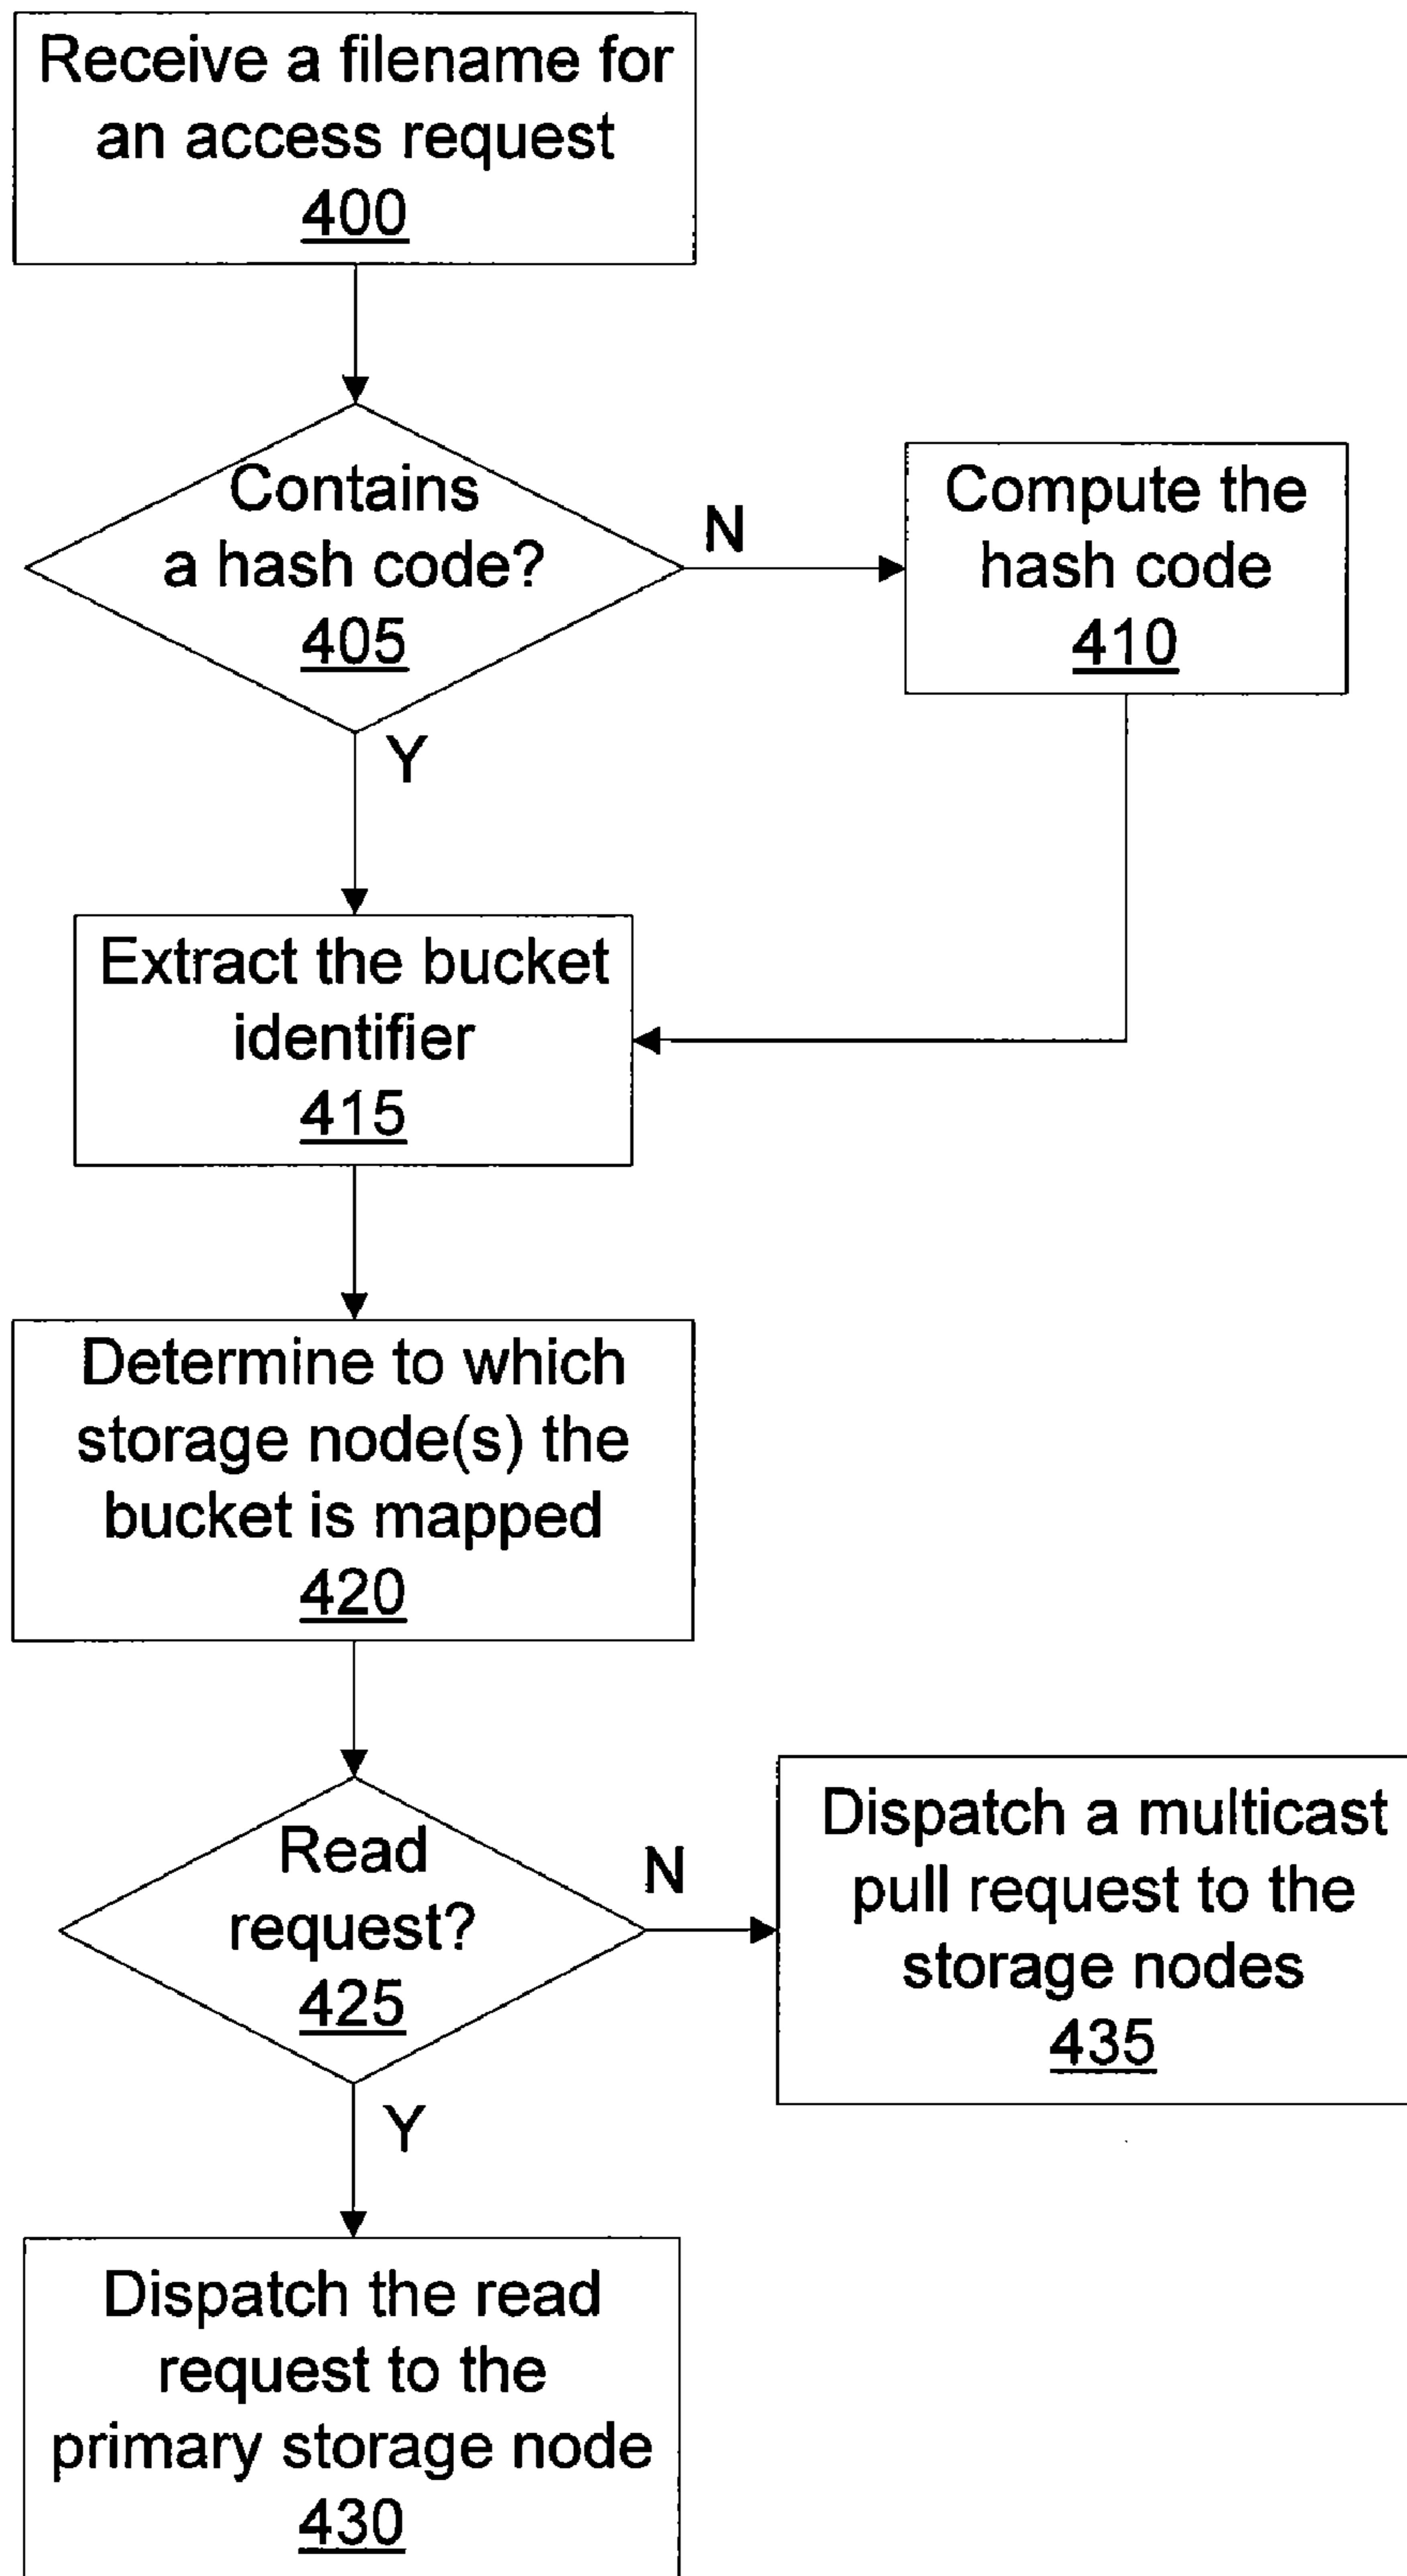 Receive a filename for
an access request
400
Contains
a hash code?
405
N
Compute the
hash code
410
Y
Extract the bucket
identifier
415
Determine to which
storage node(s) the
bucket is mapped
420
Read
request?
425
N
Dispatch a multicast
pull request to the
storage nodes
435
Y
Dispatch the read
request to the
primary storage node
430